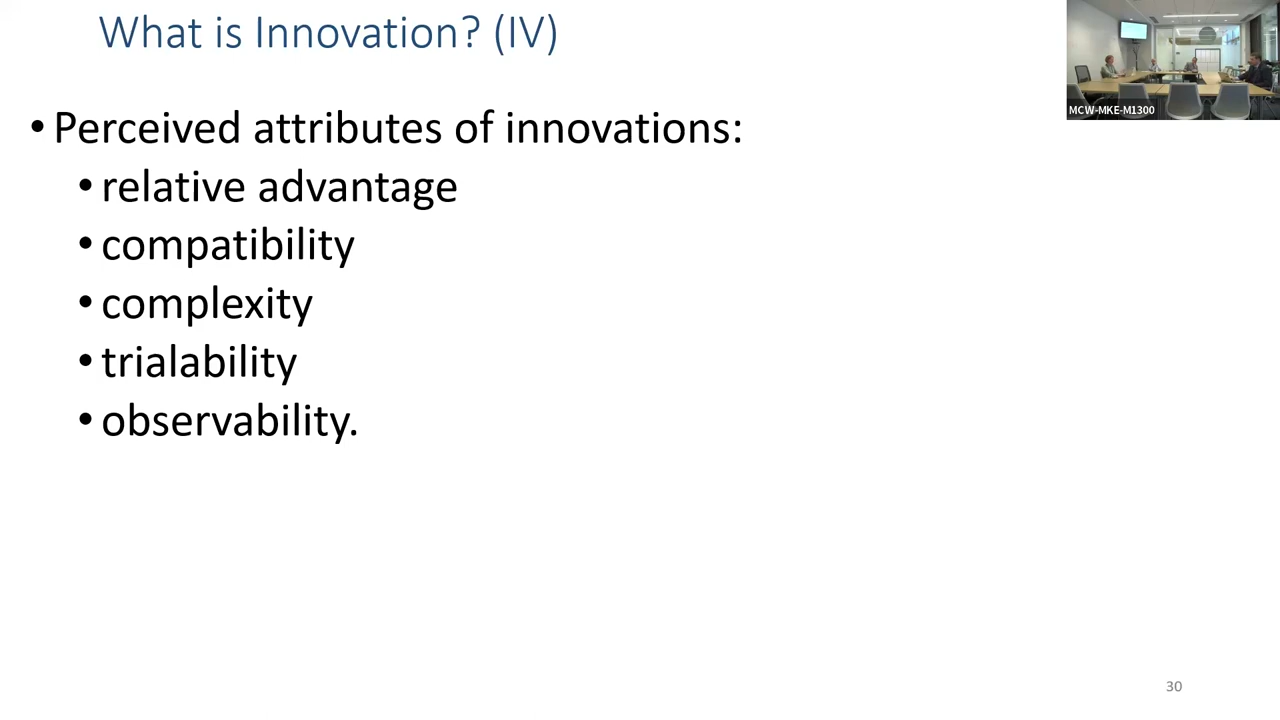 What is Innovation? (IV)
MCW-MKE-M1300
• Perceived attributes of innovations:
• relative advantage
• compatibility
• complexity
• trialability
• observability.
30